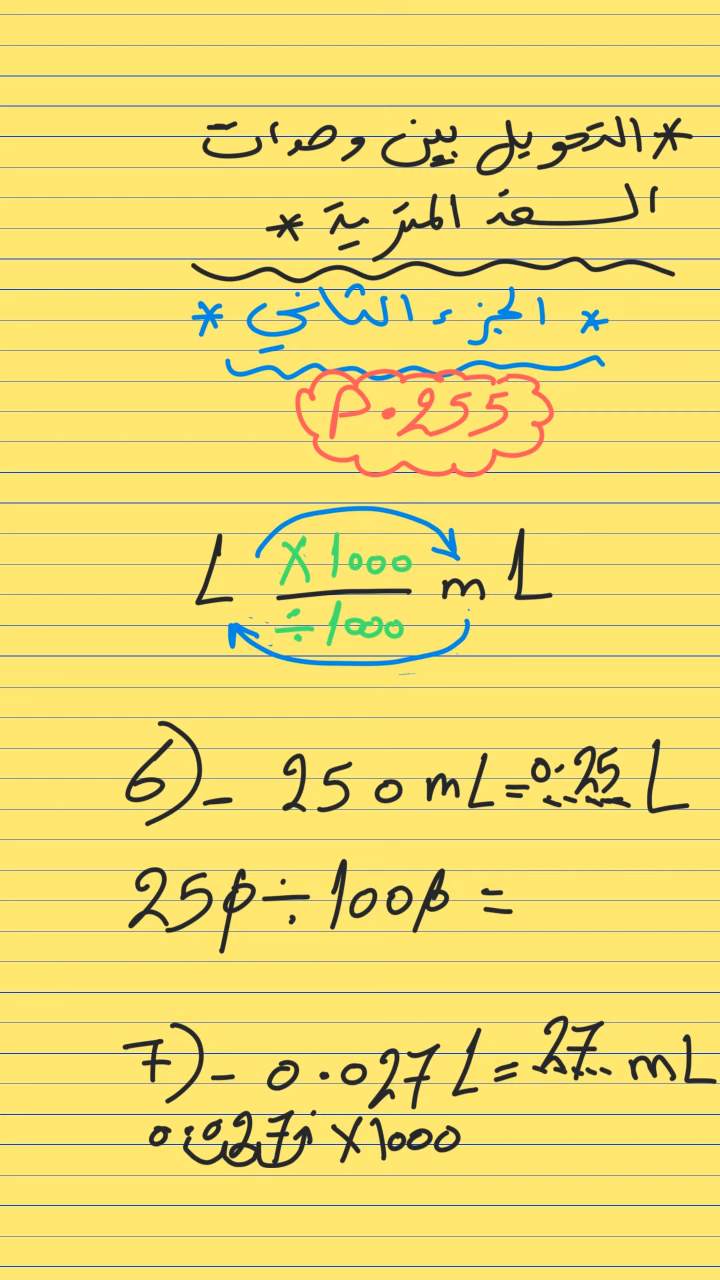 * التحويل بين وحدات
السعة المترية *
* الجزء الثاني *
P.255
L ×1000 mL
÷1000
6)- 250 mL = 0.25 L
250 ÷ 1000 =
7)- 0.027 L = 27 mL
0.027 ×1000